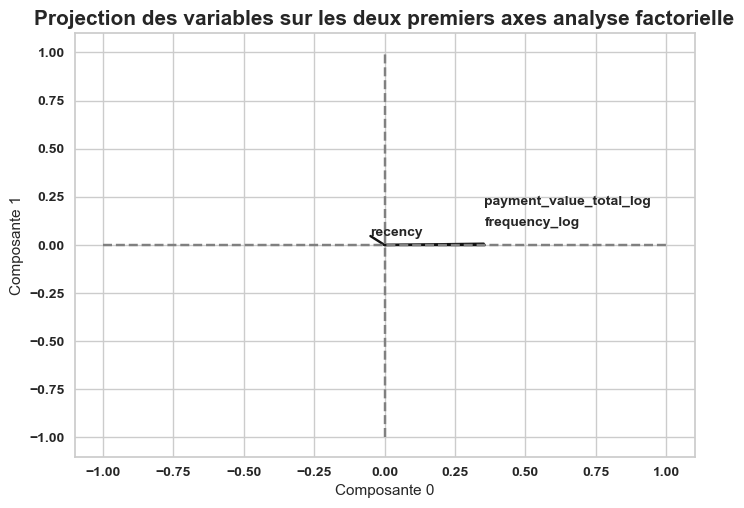 Projection des variables sur les deux premiers axes analyse factorielle
1.00
0.75
0.50
0.25
0.00
−0.25
−0.50
−0.75
−1.00
Composante 1
payment_value_total_log
frequency_log
recency
−1.00 −0.75 −0.50 −0.25 0.00 0.25 0.50 0.75 1.00
Composante 0